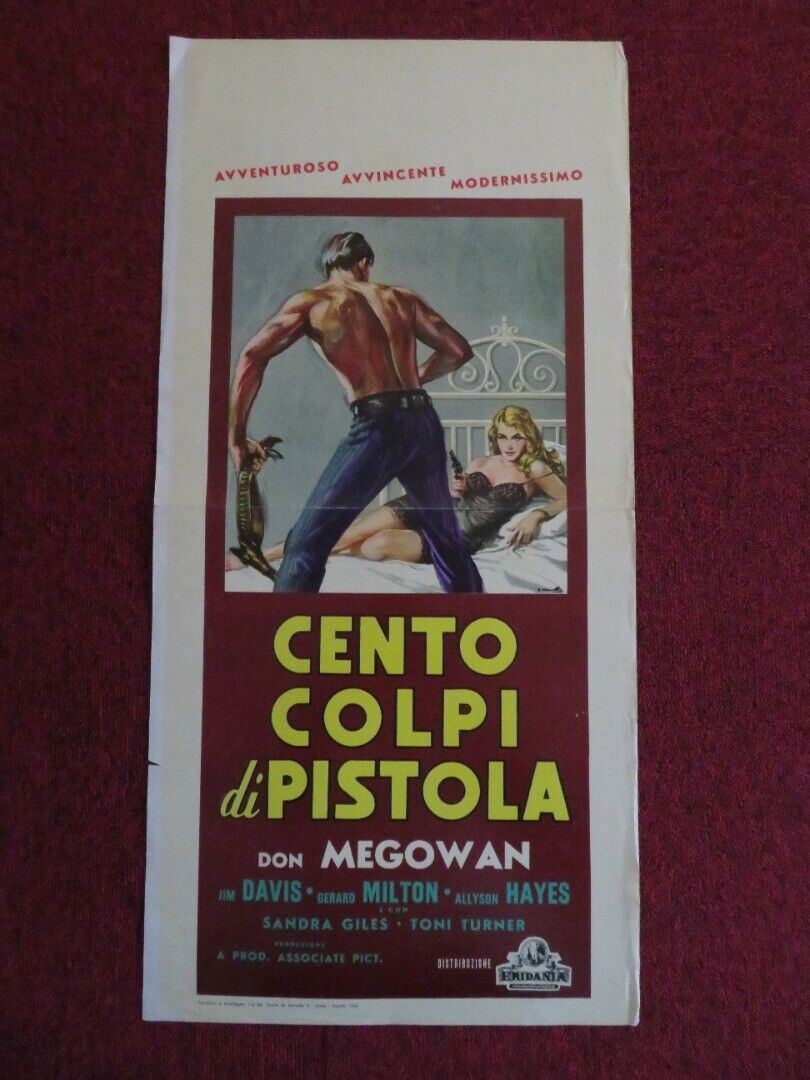 AVVENTUROSO AVVINCENTE MODERNISSIMO
CENTO
COLPI
di PISTOLA
DON MEGOWAN
JIM DAVIS · GERARD MILTON · ALLYSON HAYES
E CON
SANDRA GILES · TONI TURNER
PRODUZIONE
A PROD. ASSOCIATE PICT.
DISTRIBUZIONE
ERIDANIA